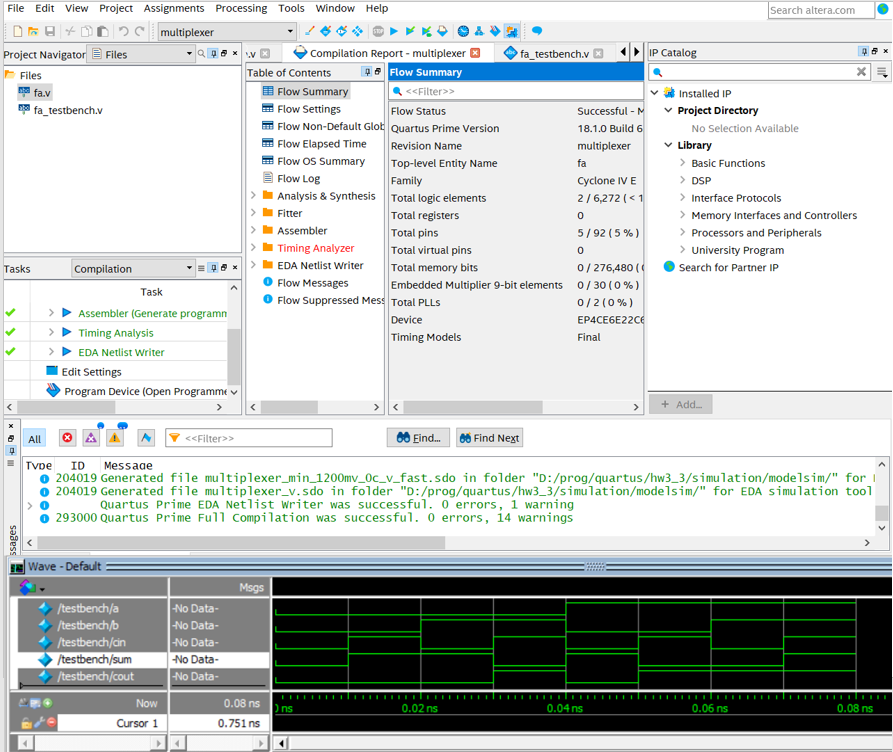 File Edit View Project Assignments Processing Tools Window Help
Search altera.com
multiplexer
Project Navigator Files
Files
fa.v
fa_testbench.v
Tasks Compilation
Task
Assembler (Generate programm
Timing Analysis
EDA Netlist Writer
Edit Settings
Program Device (Open Programme
.v
Compilation Report - multiplexer
fa_testbench.v
Table of Contents
Flow Summary
Flow Settings
Flow Non-Default Glob
Flow Elapsed Time
Flow OS Summary
Flow Log
Analysis & Synthesis
Fitter
Assembler
Timing Analyzer
EDA Netlist Writer
Flow Messages
Flow Suppressed Mess
Flow Summary
<<Filter>>
Flow Status Successful - M
Quartus Prime Version 18.1.0 Build 6
Revision Name multiplexer
Top-level Entity Name fa
Family Cyclone IV E
Total logic elements 2 / 6,272 ( < 1
Total registers 0
Total pins 5 / 92 ( 5 % )
Total virtual pins 0
Total memory bits 0 / 276,480 ( 0
Embedded Multiplier 9-bit elements 0 / 30 ( 0 % )
Total PLLs 0 / 2 ( 0 % )
Device EP4CE6E22C6
Timing Models Final
IP Catalog
Installed IP
Project Directory
No Selection Available
Library
Basic Functions
DSP
Interface Protocols
Memory Interfaces and Controllers
Processors and Peripherals
University Program
Search for Partner IP
+ Add...
All
<<Filter>>
Find...
Find Next
Type ID Message
204019 Generated file multiplexer_min_1200mv_0c_v_fast.sdo in folder "D:/prog/quartus/hw3_3/simulation/modelsim/" for
204019 Generated file multiplexer_v.sdo in folder "D:/prog/quartus/hw3_3/simulation/modelsim/" for EDA simulation tool
Quartus Prime EDA Netlist Writer was successful. 0 errors, 1 warning
293000 Quartus Prime Full Compilation was successful. 0 errors, 14 warnings
ssages
Wave - Default
Msgs
/testbench/a -No Data-
/testbench/b -No Data-
/testbench/cin -No Data-
/testbench/sum -No Data-
/testbench/cout -No Data-
Now 0.08 ns
Cursor 1 0.751 ns
ns 0.02 ns 0.04 ns 0.06 ns 0.08 ns